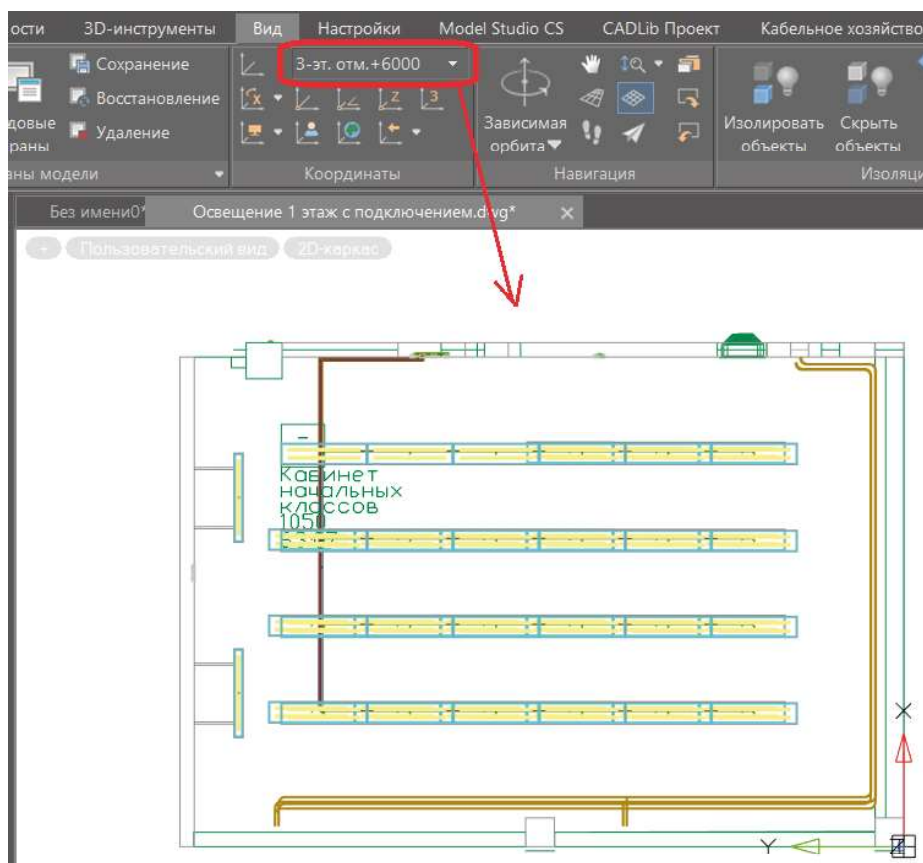 ости 3D-инструменты Вид Настройки Model Studio CS CADLib Проект Кабельное хозяйство
Сохранение
Восстановление
Удаление
довые
раны
3-эт. отм.+6000
Зависимая
орбита
Изолировать
объекты
Скрыть
объекты
ны модели Координаты Навигация Изоляци
Без имени0* Освещение 1 этаж с подключением.dwg*
Пользовательский вид 2D-каркас
Кабинет
начальных
классов
X
Y Z